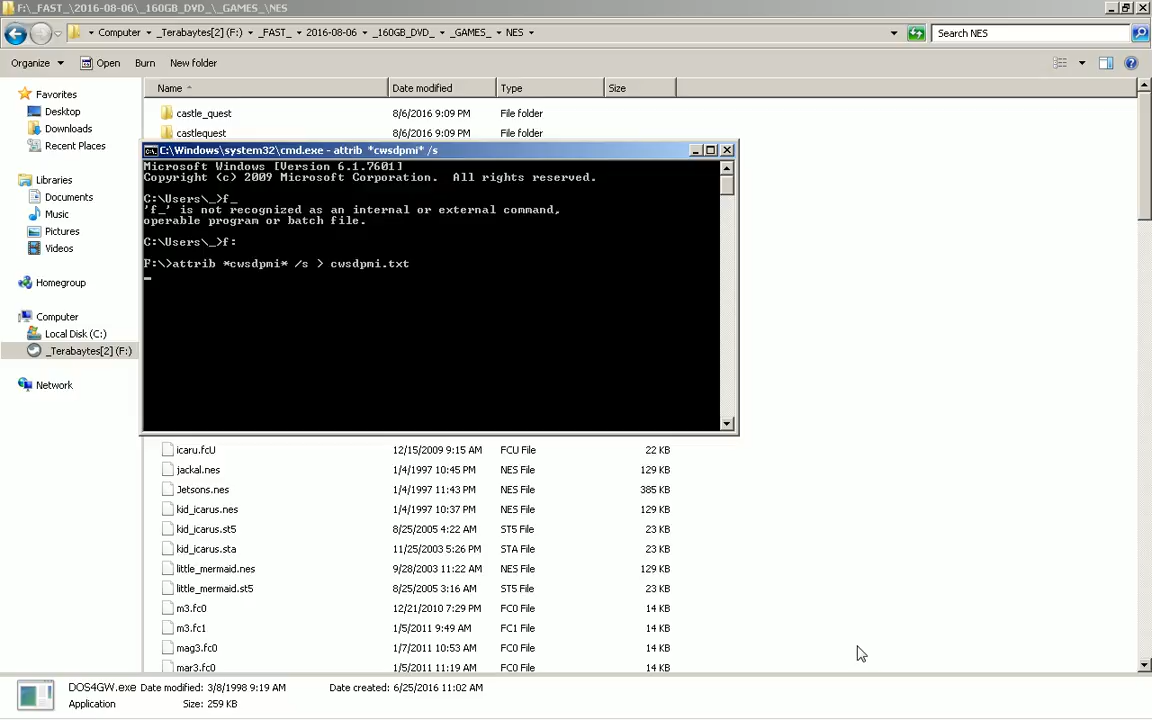 F:\_FAST_\2016-08-06\_160GB_DVD_\_GAMES_\NES
Computer _Terabaytes[2] (F:) _FAST_ 2016-08-06 _160GB_DVD_ _GAMES_ NES
Search NES
Organize Open Burn New folder
Name Date modified Type Size
Favorites
Desktop
Downloads
Recent Places
Libraries
Documents
Music
Pictures
Videos
Homegroup
Computer
Local Disk (C:)
_Terabaytes[2] (F:)
Network
castle_quest 8/6/2016 9:09 PM File folder
castlequest 8/6/2016 9:09 PM File folder
C:\Windows\system32\cmd.exe - attrib *cwsdpmi* /s
Microsoft Windows [Version 6.1.7601]
Copyright (c) 2009 Microsoft Corporation. All rights reserved.
C:\Users\_>f_
'f_' is not recognized as an internal or external command,
operable program or batch file.
C:\Users\_>f:
F:\>attrib *cwsdpmi* /s > cwsdpmi.txt
icaru.fcU 12/15/2009 9:15 AM FCU File 22 KB
jackal.nes 1/4/1997 10:45 PM NES File 129 KB
Jetsons.nes 1/4/1997 11:43 PM NES File 385 KB
kid_icarus.nes 1/4/1997 10:37 PM NES File 129 KB
kid_icarus.st5 8/25/2005 4:22 AM ST5 File 23 KB
kid_icarus.sta 11/25/2003 5:26 PM STA File 23 KB
little_mermaid.nes 9/28/2003 11:22 AM NES File 129 KB
little_mermaid.st5 8/25/2005 3:16 AM ST5 File 23 KB
m3.fc0 12/21/2010 7:29 PM FC0 File 14 KB
m3.fc1 1/5/2011 9:49 AM FC1 File 14 KB
mag3.fc0 1/7/2011 10:53 AM FC0 File 14 KB
mar3.fc0 1/5/2011 11:19 AM FC0 File 14 KB
DOS4GW.exe Date modified: 3/8/1998 9:19 AM Date created: 6/25/2016 11:02 AM
Application Size: 259 KB